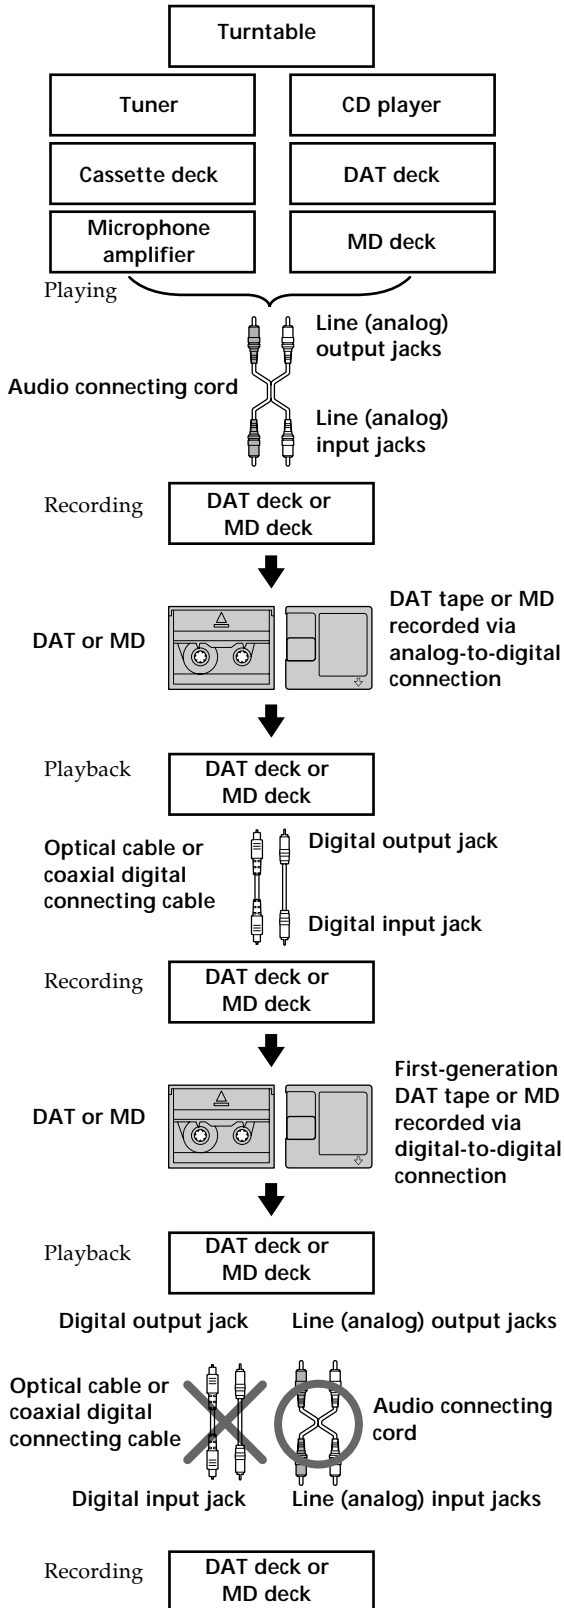 Turntable
Tuner
CD player
Cassette deck
DAT deck
Microphone
amplifier
MD deck
Playing
Line (analog)
output jacks
Audio connecting cord
Line (analog)
input jacks
Recording
DAT deck or
MD deck
DAT or MD
DAT tape or MD
recorded via
analog-to-digital
connection
Playback
DAT deck or
MD deck
Optical cable or
coaxial digital
connecting cable
Digital output jack
Digital input jack
Recording
DAT deck or
MD deck
DAT or MD
First-generation
DAT tape or MD
recorded via
digital-to-digital
connection
Playback
DAT deck or
MD deck
Digital output jack
Line (analog) output jacks
Optical cable or
coaxial digital
connecting cable
Audio connecting
cord
Digital input jack
Line (analog) input jacks
Recording
DAT deck or
MD deck